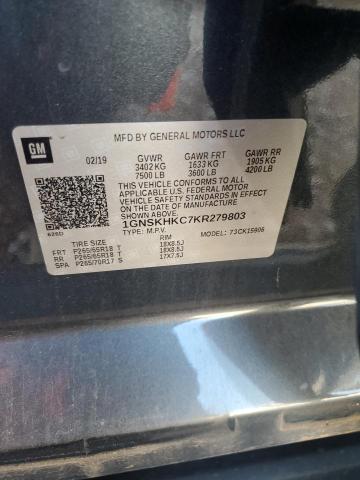 GM
MFD BY GENERAL MOTORS LLC
02/19 GVWR GAWR FRT GAWR RR
3402 KG 1633 KG 1905 KG
7500 LB 3600 LB 4200 LB
THIS VEHICLE CONFORMS TO ALL
APPLICABLE U.S. FEDERAL MOTOR
VEHICLE SAFETY STANDARDS IN EFFECT
ON THE DATE OF MANUFACTURE SHOWN ABOVE.
1GNSKHKC7KR279803
TYPE: M.P.V. MODEL: 73CK15906
TIRE SIZE RIM
FRT P265/65R18 T 18X8.5J
RR P265/65R18 T 18X8.5J
SPA P265/70R17 S 17X7.5J